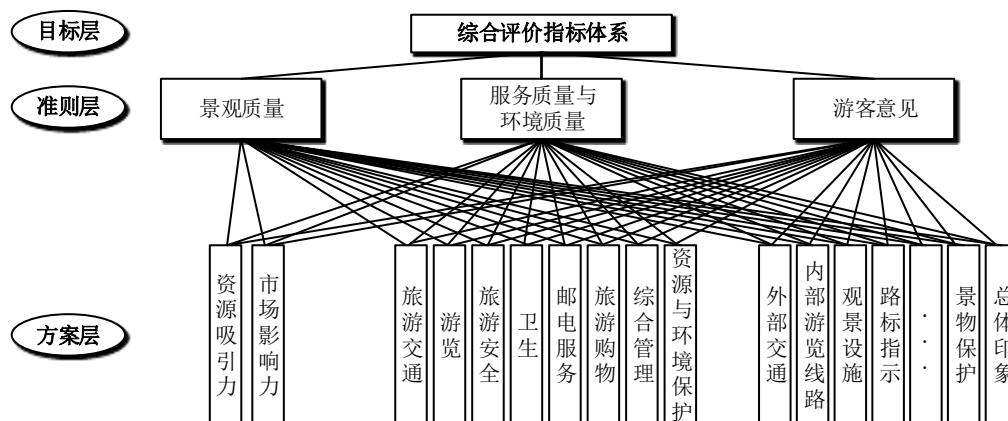 目标层
综合评价指标体系
准则层
景观质量
服务质量与
环境质量
游客意见
方案层
资源吸引力
市场影响力
旅游交通
游览
旅游安全
卫生
邮电服务
旅游购物
综合管理
资源与环境保护
外部交通
内部游览线路
观景设施
路标指示
...
景物保护
总体印象